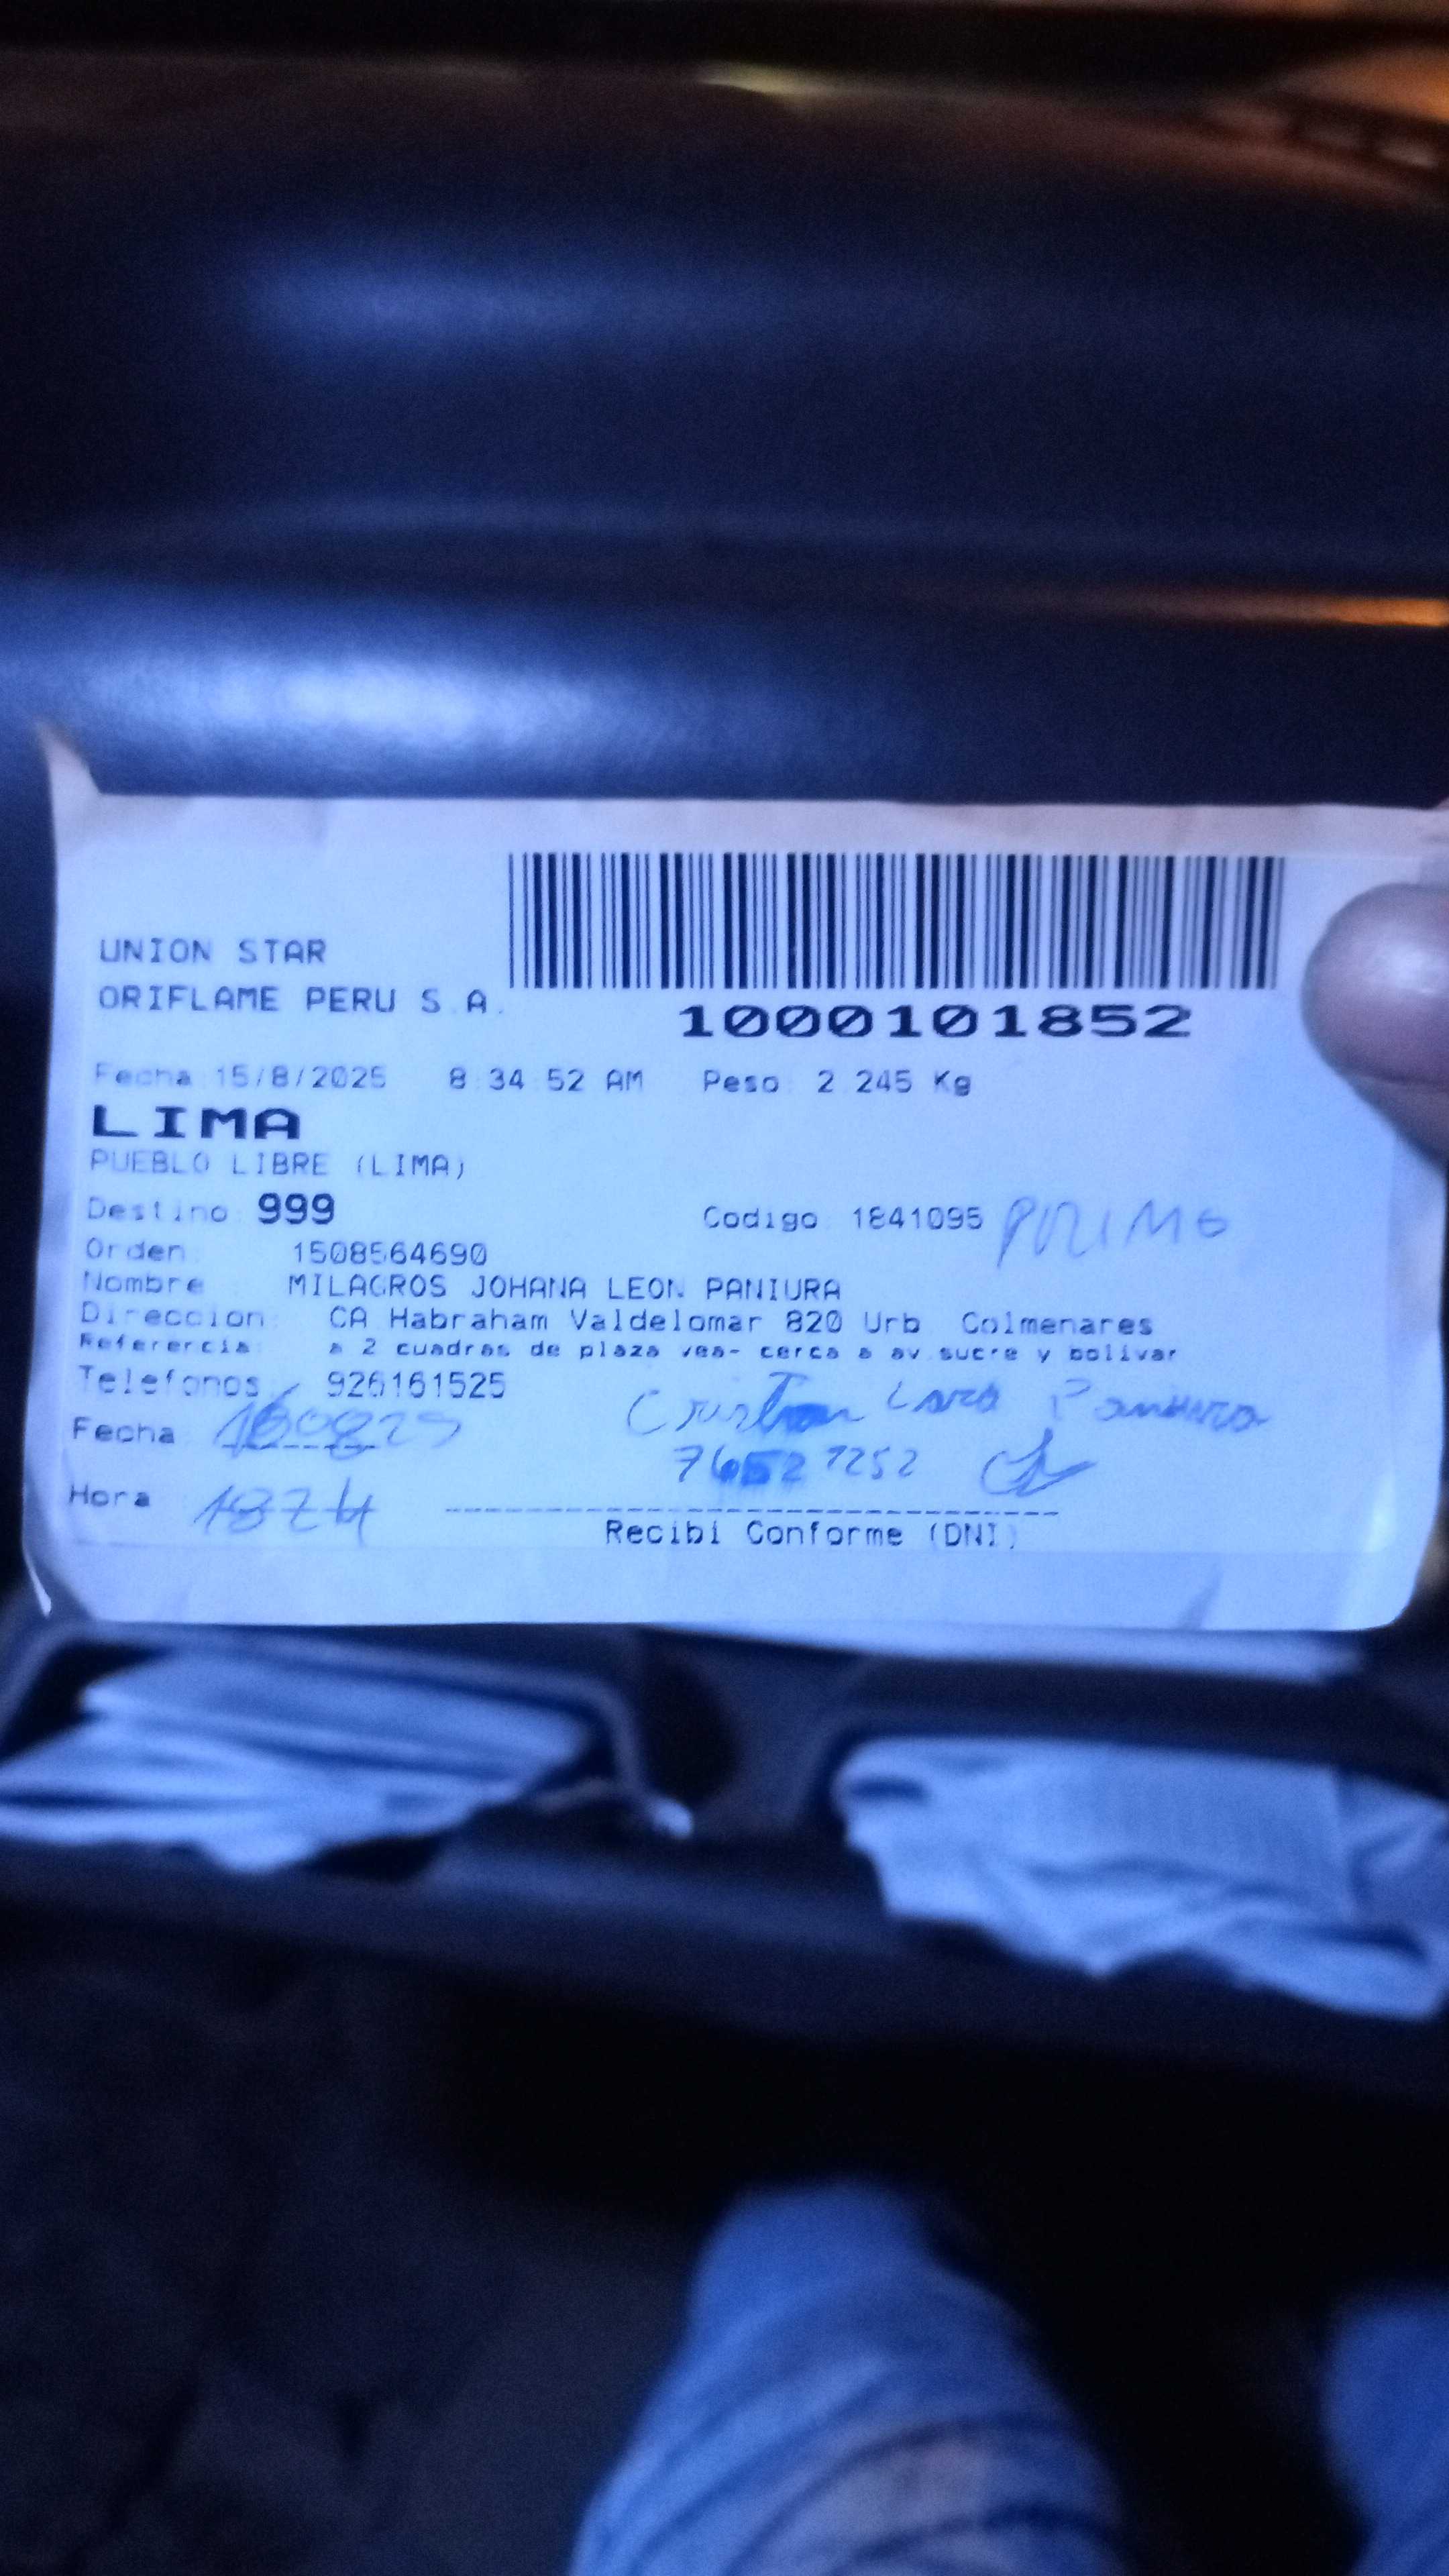 UNION STAR
ORIFLAME PERU S.A.
1000101852
Fecha 15/8/2025 8 34 52 AM Peso 2 245 Kg
LIMA
PUEBLO LIBRE (LIMA)
Destino 999 Codigo 1841095 PRIMO
Orden 1508564690
Nombre MILAGROS JOHANA LEON PANIURA
Direccion: CA Habraham Valdelomar 820 Urb Colmenares
Referencia a 2 cuadras de plaza vea- cerca a av.sucre y bolivar
Telefonos 926161525
Cristian Lara Paniura
Fecha
Hora
Recibi Conforme (DNI)